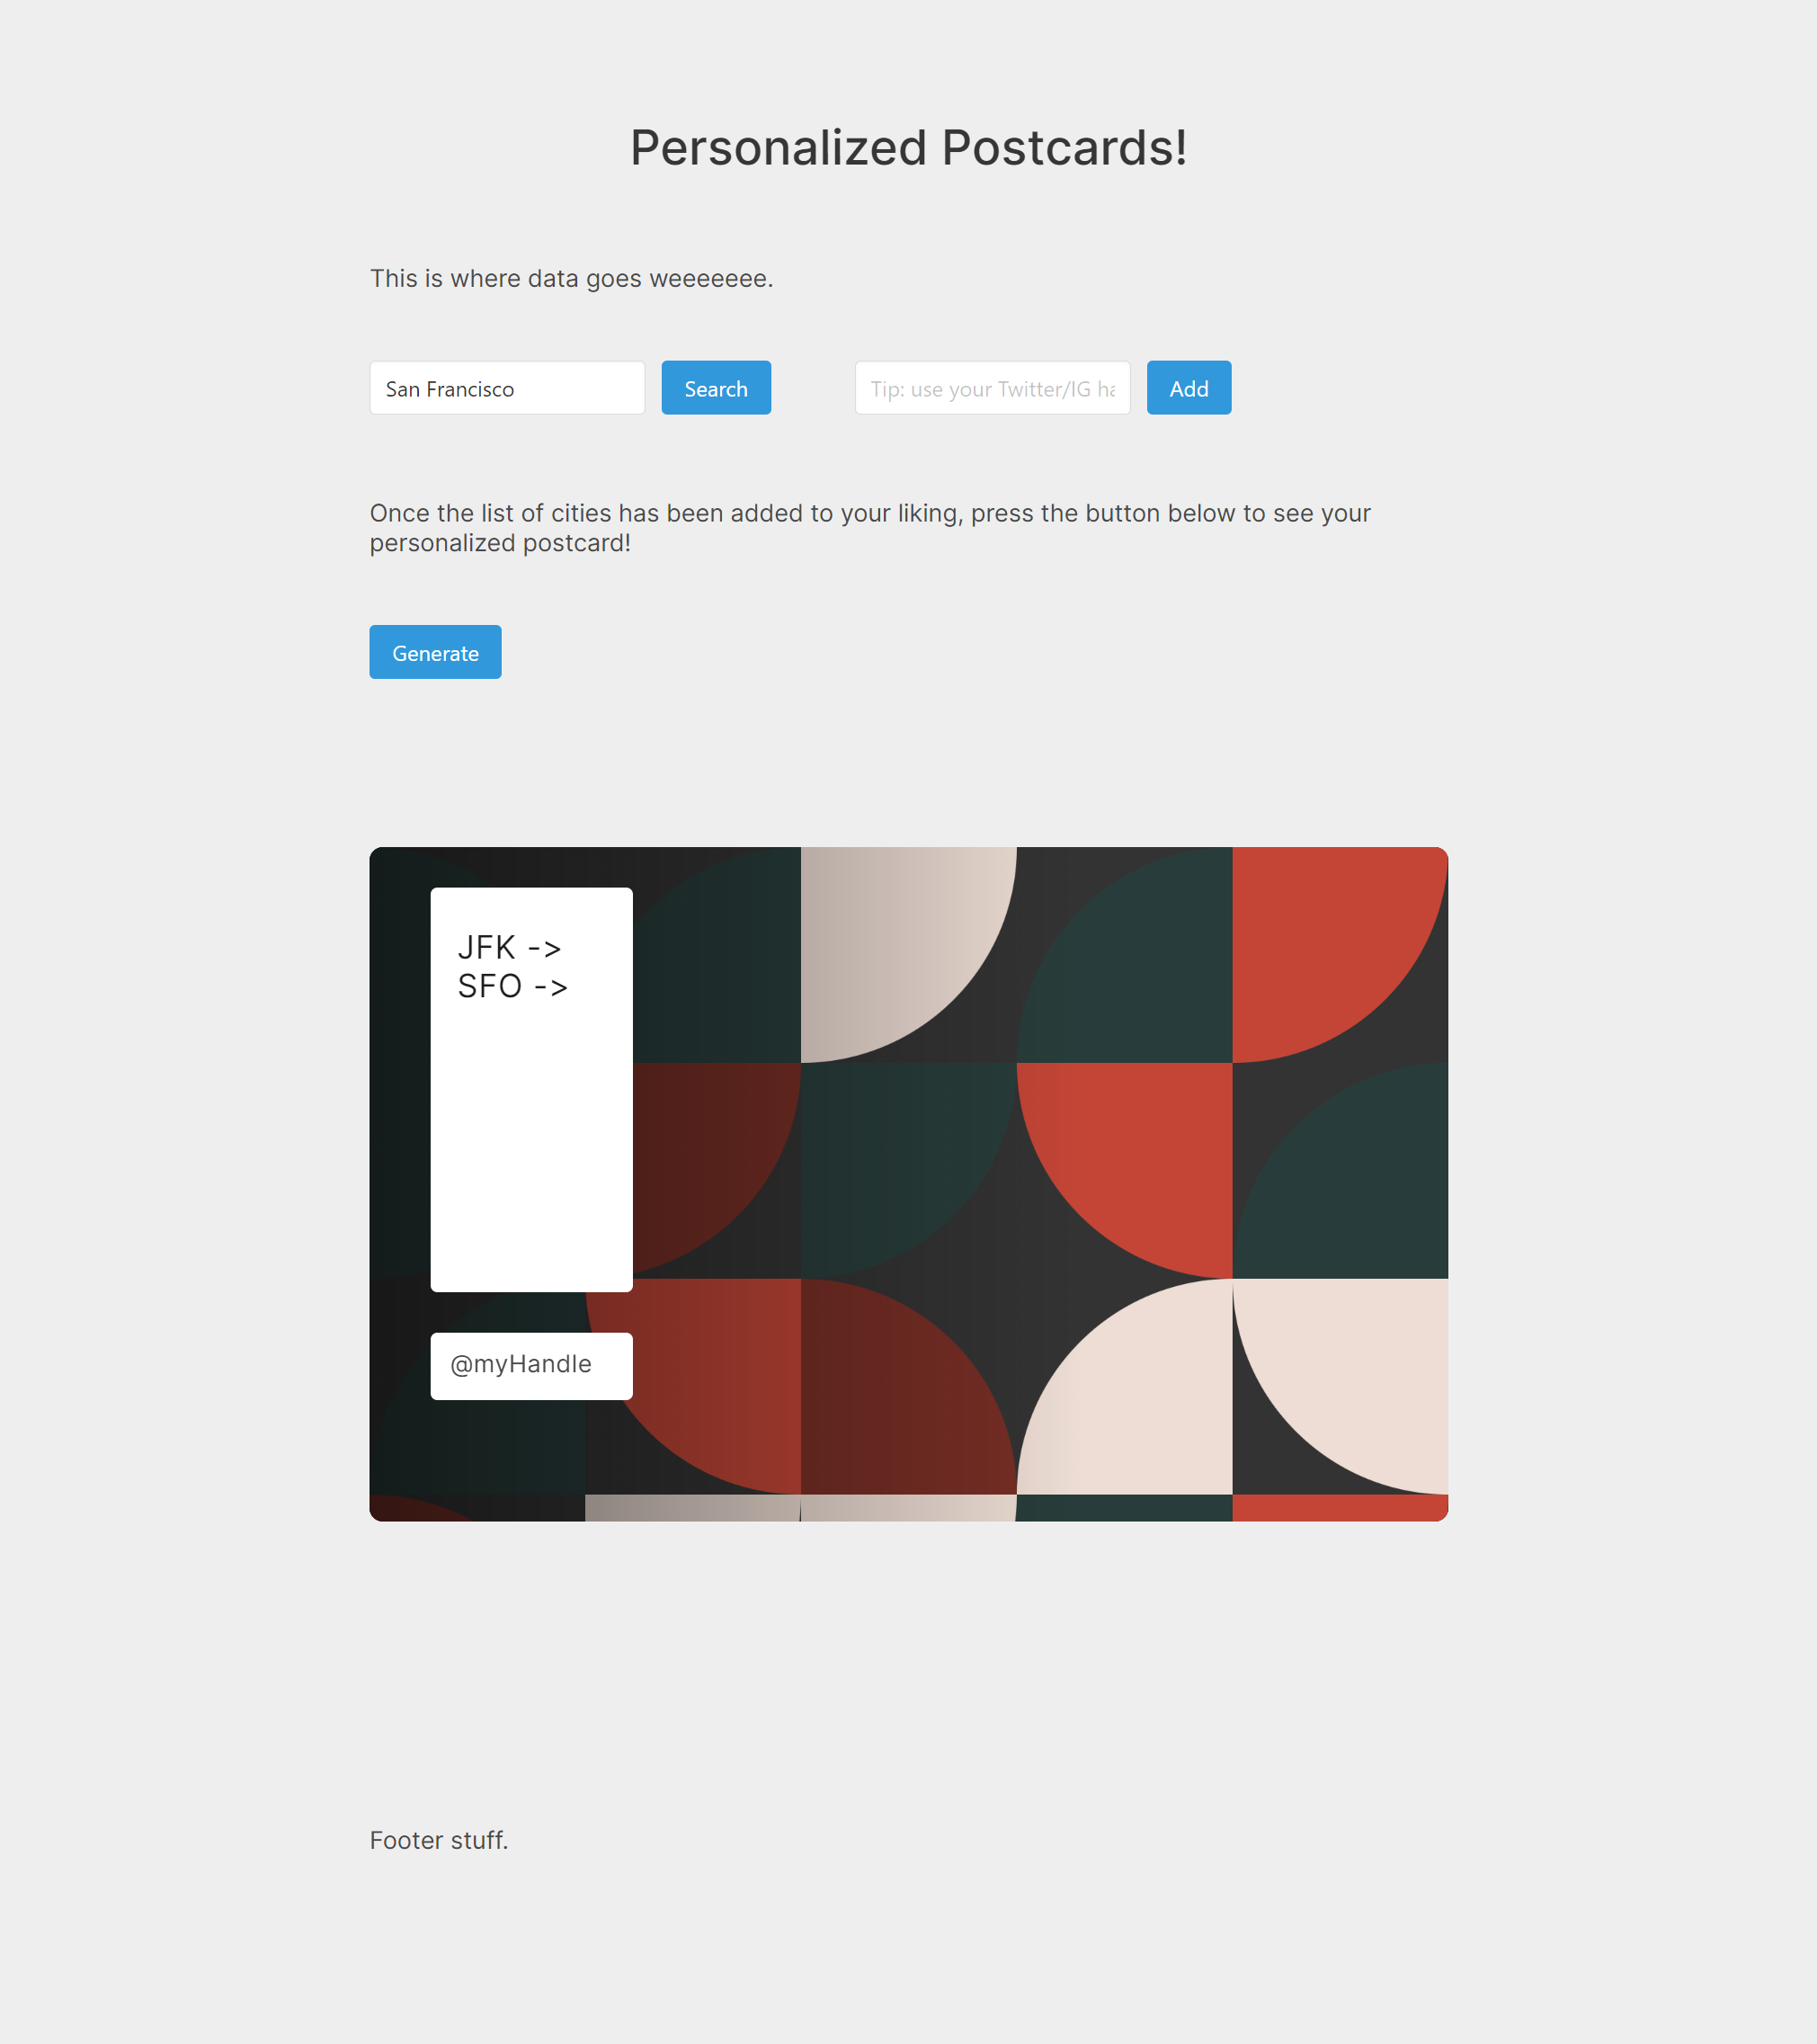 Personalized Postcards!
This is where data goes weeeeeee.
San Francisco
Search
Tip: use your Twitter/IG
Add
Once the list of cities has been added to your liking, press the button below to see your
personalized postcard!
Generate
JFK ->
SFO ->
@myHandle
Footer stuff.